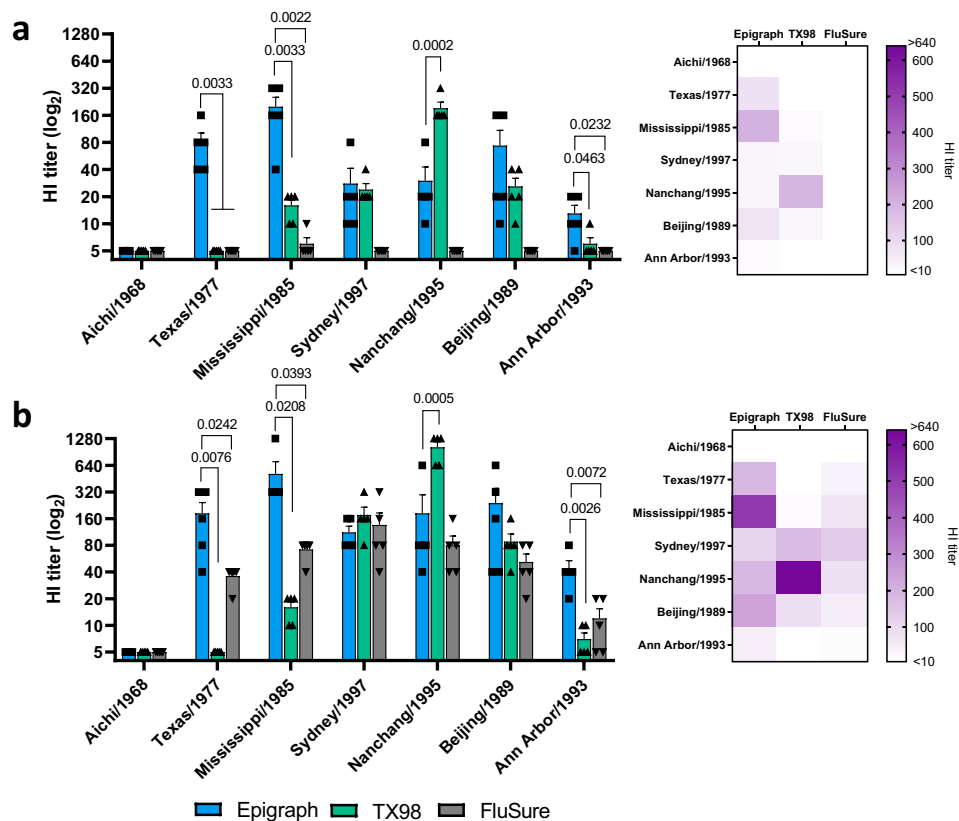 a
HI titer (log2)
1280
640
320
160
80
40
20
10
5
0.0033
0.0022
0.0033
0.0002
0.0232
0.0463
Aichi/1968
Texas/1977
Mississippi/1985
Sydney/1997
Nanchang/1995
Beijing/1989
Ann Arbor/1993
Epigraph TX98 FluSure
Aichi/1968
Texas/1977
Mississippi/1985
Sydney/1997
Nanchang/1995
Beijing/1989
Ann Arbor/1993
>640
600
500
400
300
200
100
<10
HI titer
b
HI titer (log2)
1280
640
320
160
80
40
20
10
5
0.0242
0.0076
0.0393
0.0208
0.0005
0.0072
0.0026
Aichi/1968
Texas/1977
Mississippi/1985
Sydney/1997
Nanchang/1995
Beijing/1989
Ann Arbor/1993
Epigraph TX98 FluSure
Aichi/1968
Texas/1977
Mississippi/1985
Sydney/1997
Nanchang/1995
Beijing/1989
Ann Arbor/1993
>640
600
500
400
300
200
100
<10
HI titer
Epigraph TX98 FluSure